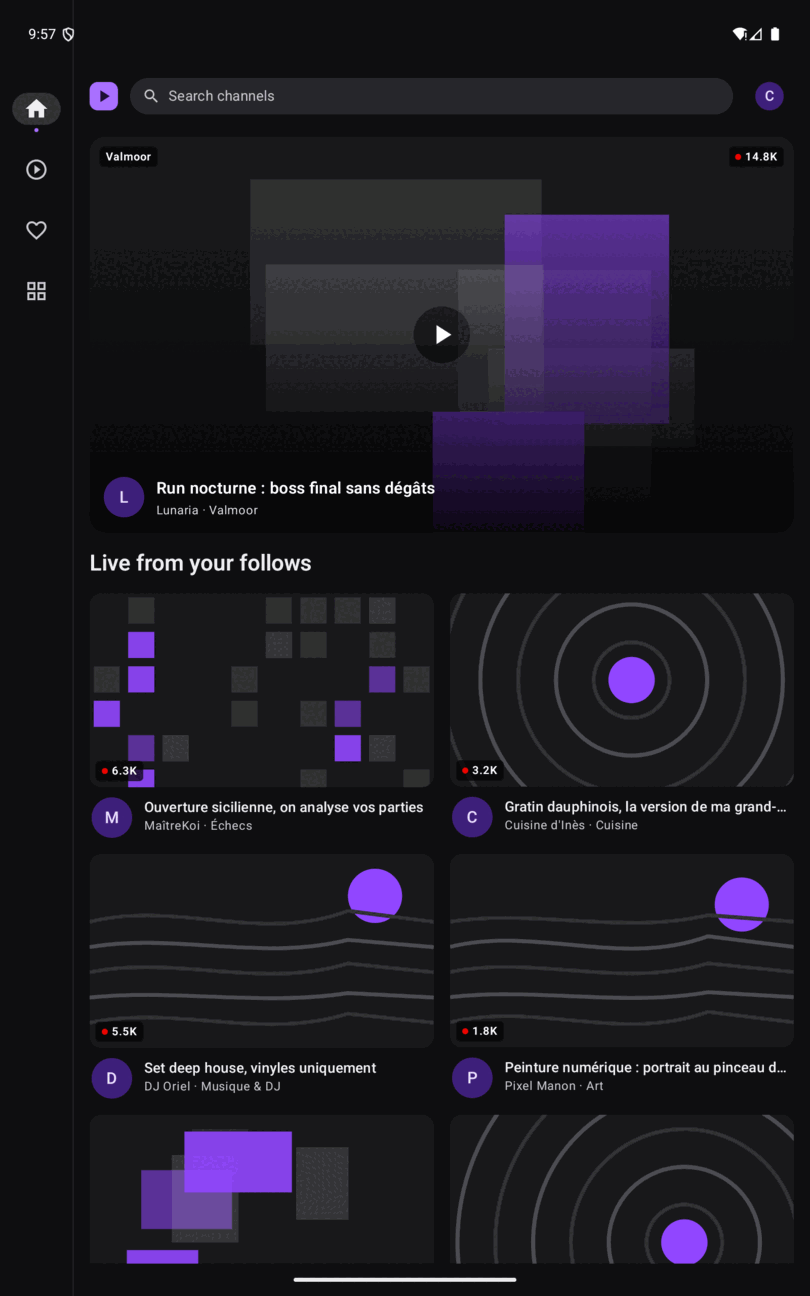 9:57
Search channels
C
Valmoor
14.8K
L
Run nocturne : boss final sans dégâts
Lunaria · Valmoor
Live from your follows
6.3K
3.2K
M
Ouverture sicilienne, on analyse vos parties
MaîtreKoi · Échecs
C
Gratin dauphinois, la version de ma grand-…
Cuisine d'Inès · Cuisine
5.5K
1.8K
D
Set deep house, vinyles uniquement
DJ Oriel · Musique & DJ
P
Peinture numérique : portrait au pinceau d…
Pixel Manon · Art